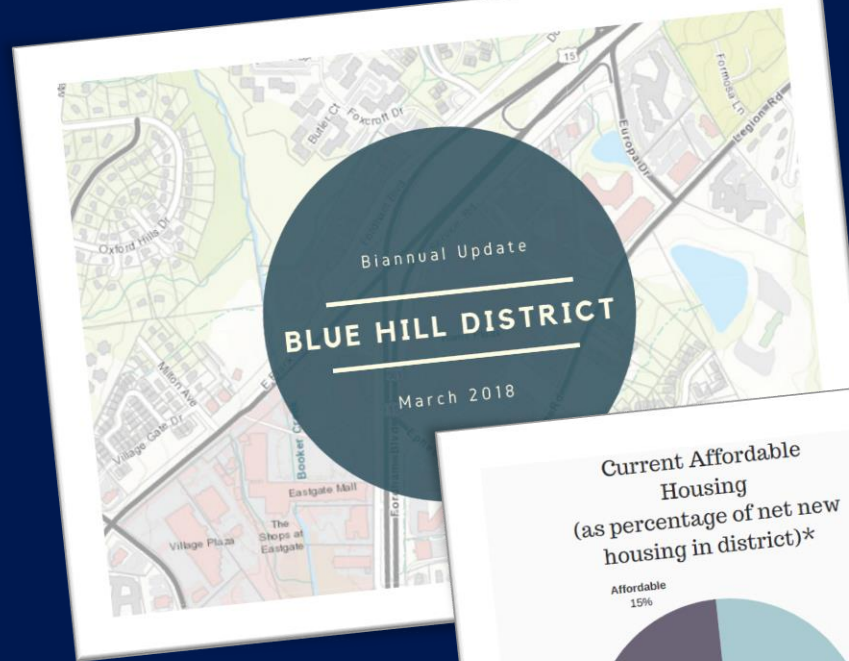 15
Butler Ct
Foxcroft Dr
Europa Dr
Formosa Ln
Legion Rd
Oxford Hills Dr
Biannual Update
BLUE HILL DISTRICT
March 2018
Milton Ave
Village Gate Dr
Booker Creek
Eastgate Mall
The
Shops at
Eastgate
Village Plaza
Current Affordable
Housing
(as percentage of net new
housing in district)*
Affordable
15%